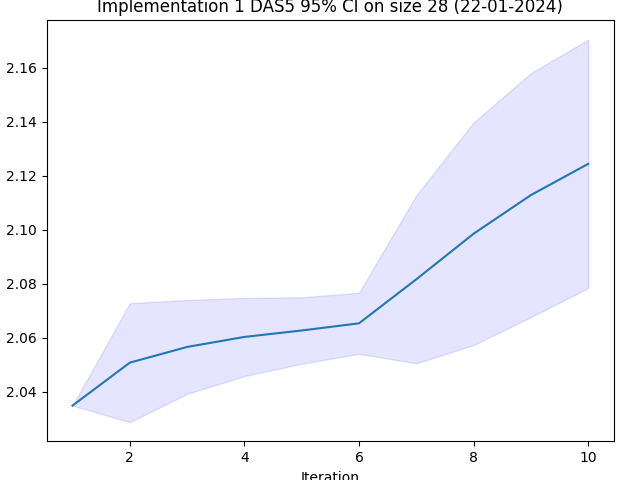 Implementation 1 DAS5 95% CI on size 28 (22-01-2024)
2.16
2.14
2.12
2.10
2.08
2.06
2.04
2 4 6 8 10
Iteration